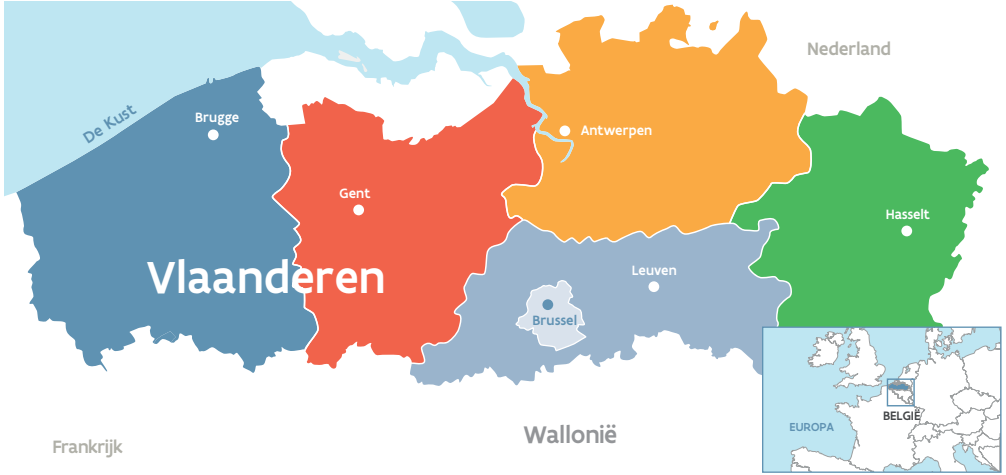 Nederland
De Kust
Brugge
Antwerpen
Gent
Hasselt
Vlaanderen
Leuven
Brussel
BELGIË
EUROPA
Wallonië
Frankrijk